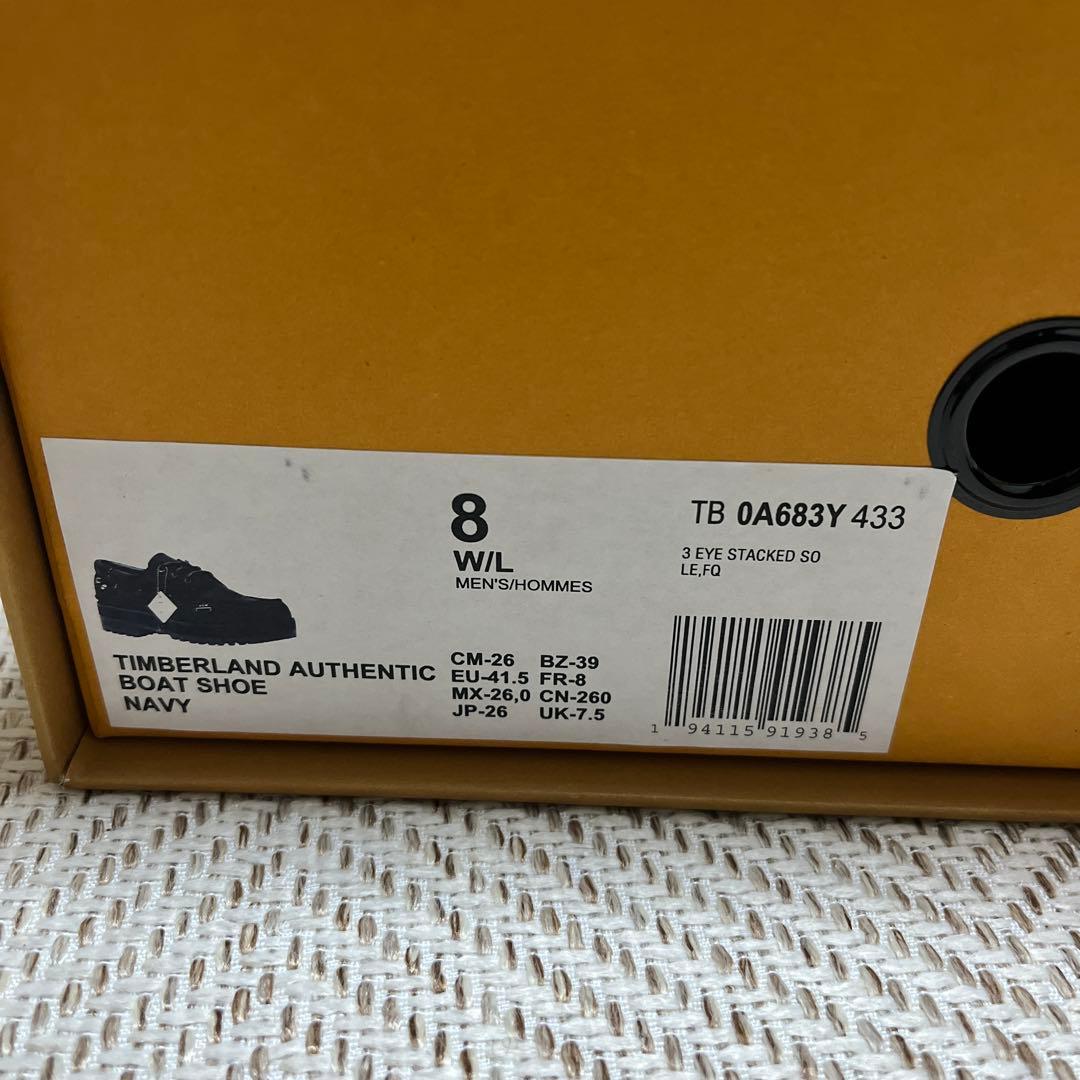 8
W/L
MEN'S/HOMMES
TB 0A683Y 433
3 EYE STACKED SO
LE,FQ
TIMBERLAND AUTHENTIC
BOAT SHOE
NAVY
CM-26 BZ-39
EU-41.5 FR-8
MX-26,0 CN-260
JP-26 UK-7.5
1 94115 91938 5